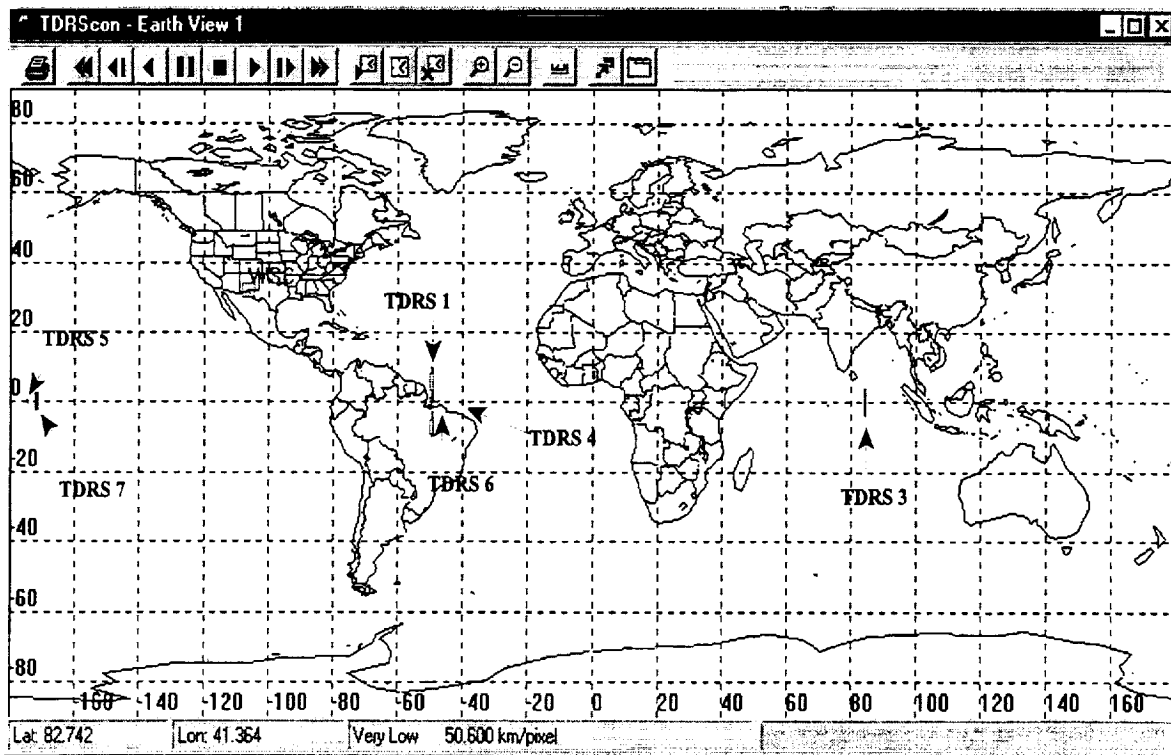 TDRScon - Earth View 1
80
60
40
TDRS 1
20
TDRS 5
0
TDRS 4
-20
TDRS 7
TDRS 6
TDRS 3
-40
-60
-80
-160 -140 -120 -100 -80 -60 -40 -20 0 20 40 60 80 100 120 140 160
Lat: 82.742 Lon: 41.364 Very Low 50.600 km/pixel